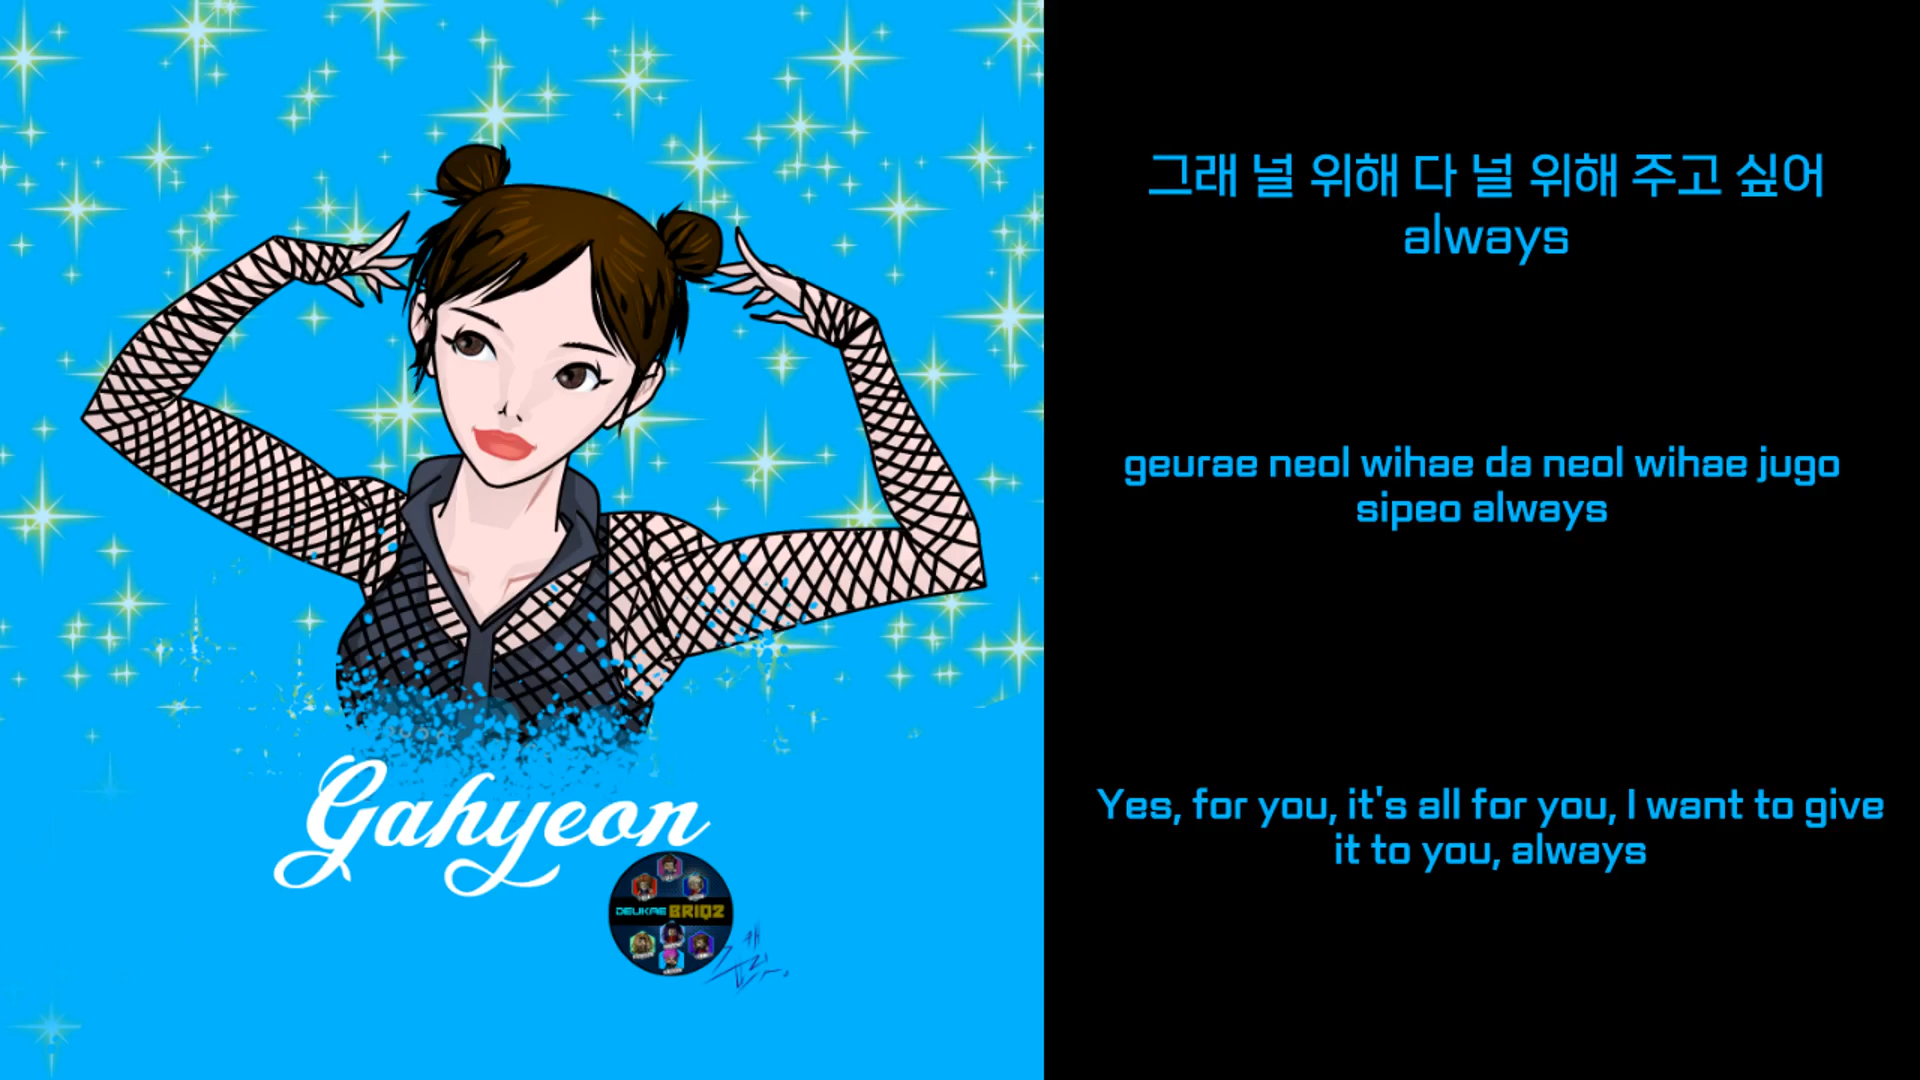 그래 널 위해 다 널 위해 주고 싶어
always
geurae neol wihae da neol wihae jugo
sipeo always
Yes, for you, it's all for you, I want to give
it to you, always
Gahyeon
DEUKAE BRIQZ